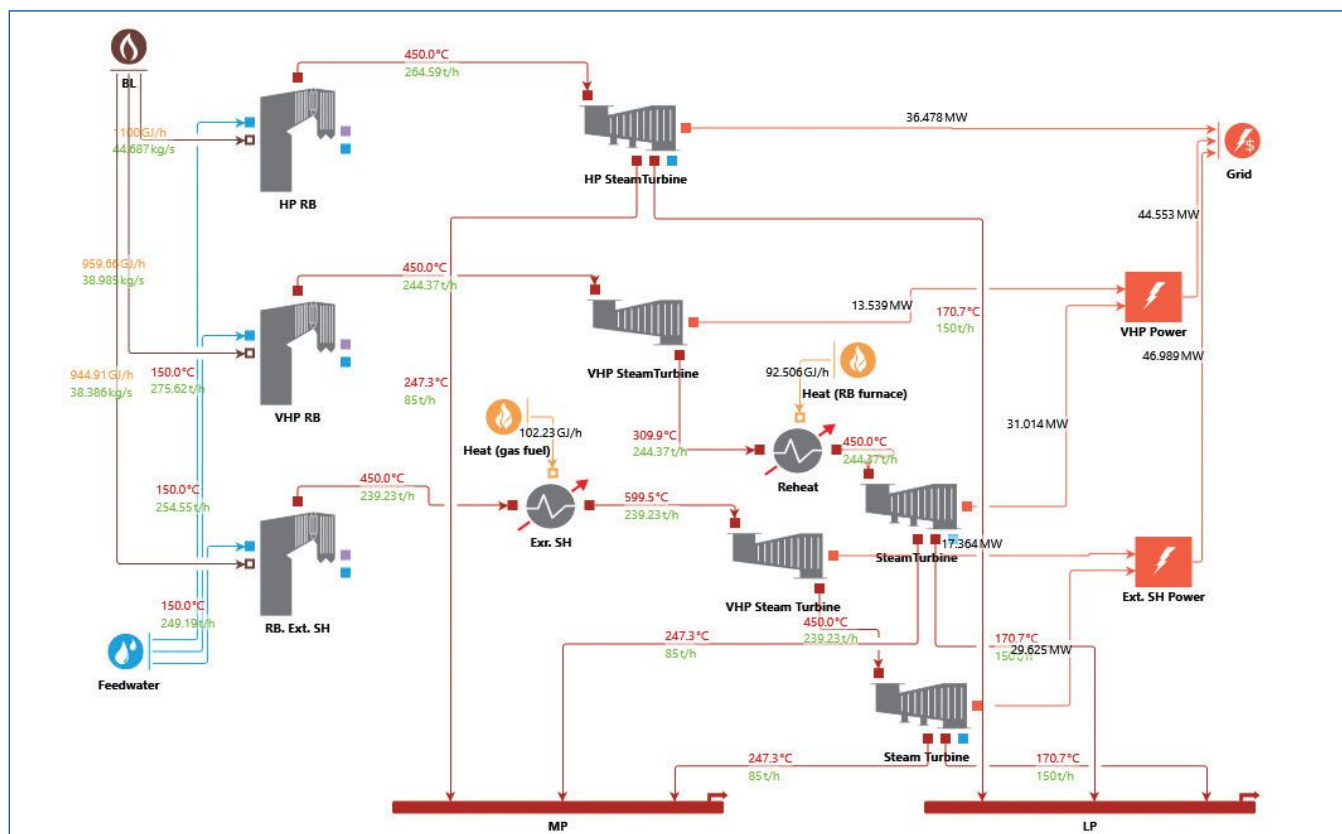 BL
450.0°C
264.59t/h
1100GJ/h
44.687kg/s
HP RB
HP SteamTurbine
36.478 MW
$
Grid
44.553 MW
959.66GJ/h
38.985kg/s
450.0°C
244.37t/h
VHP RB
VHP SteamTurbine
13.539MW
170.7°C
150t/h
VHP Power
46.989 MW
944.91GJ/h
38.386kg/s
150.0°C
275.62t/h
247.3°C
85t/h
92.506GJ/h
Heat (RB furnace)
Heat (gas fuel)
102.23GJ/h
309.9°C
244.37t/h
Reheat
450.0°C
244.37t/h
31.014 MW
150.0°C
254.55t/h
450.0°C
239.23t/h
Exr. SH
599.5°C
239.23t/h
SteamTurbine
17.364MW
RB. Ext. SH
VHP Steam Turbine
Ext. SH Power
150.0°C
249.19t/h
450.0°C
239.23t/h
247.3°C
85t/h
170.7°C
150t/h
29.625 MW
Feedwater
Steam Turbine
247.3°C
85t/h
170.7°C
150t/h
MP
LP